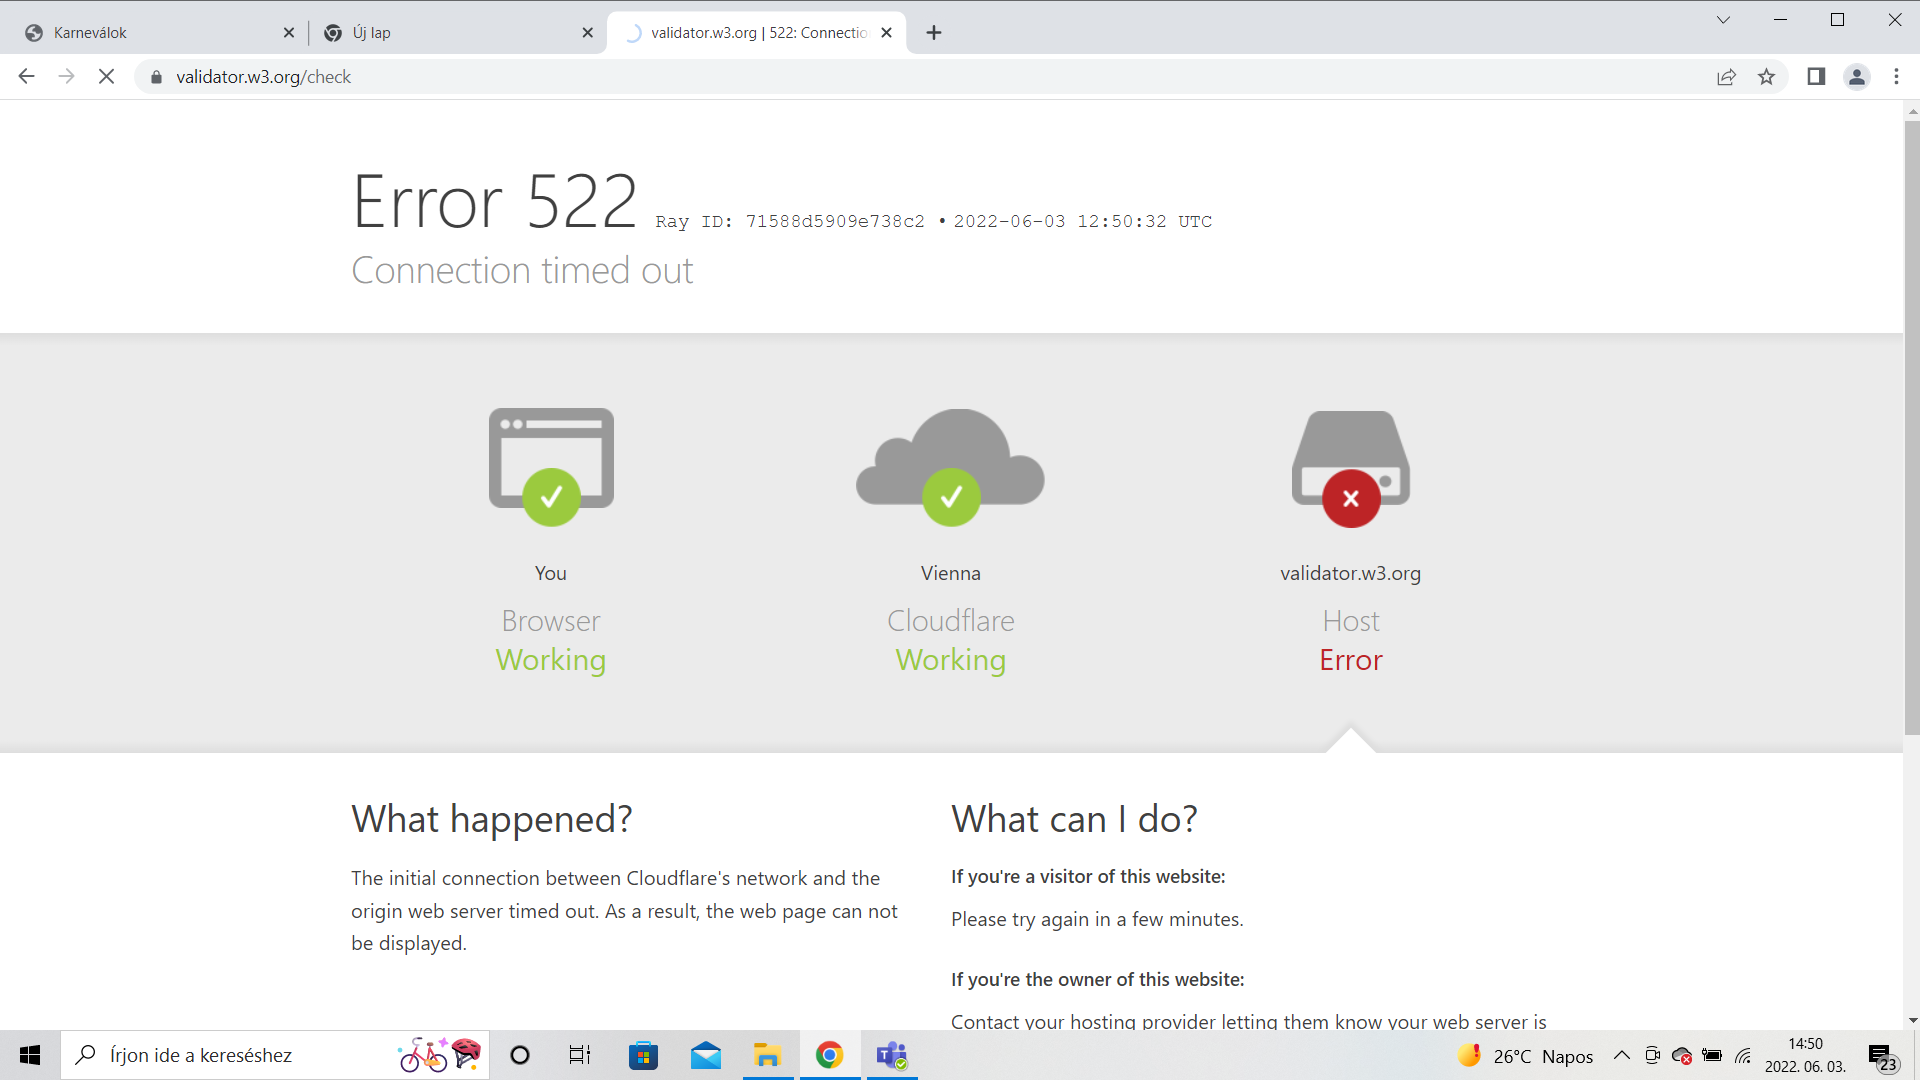 Karneválok
Új lap
validator.w3.org | 522: Connectio
validator.w3.org/check
Error 522 Ray ID: 71588d5909e738c2 • 2022-06-03 12:50:32 UTC
Connection timed out
You
Browser
Working
Vienna
Cloudflare
Working
validator.w3.org
Host
Error
What happened?
The initial connection between Cloudflare's network and the
origin web server timed out. As a result, the web page can not
be displayed.
What can I do?
If you're a visitor of this website:
Please try again in a few minutes.
If you're the owner of this website:
Contact your hosting provider letting them know your web server is
Írjon ide a kereséshez
26°C Napos
14:50
2022. 06. 03.
23